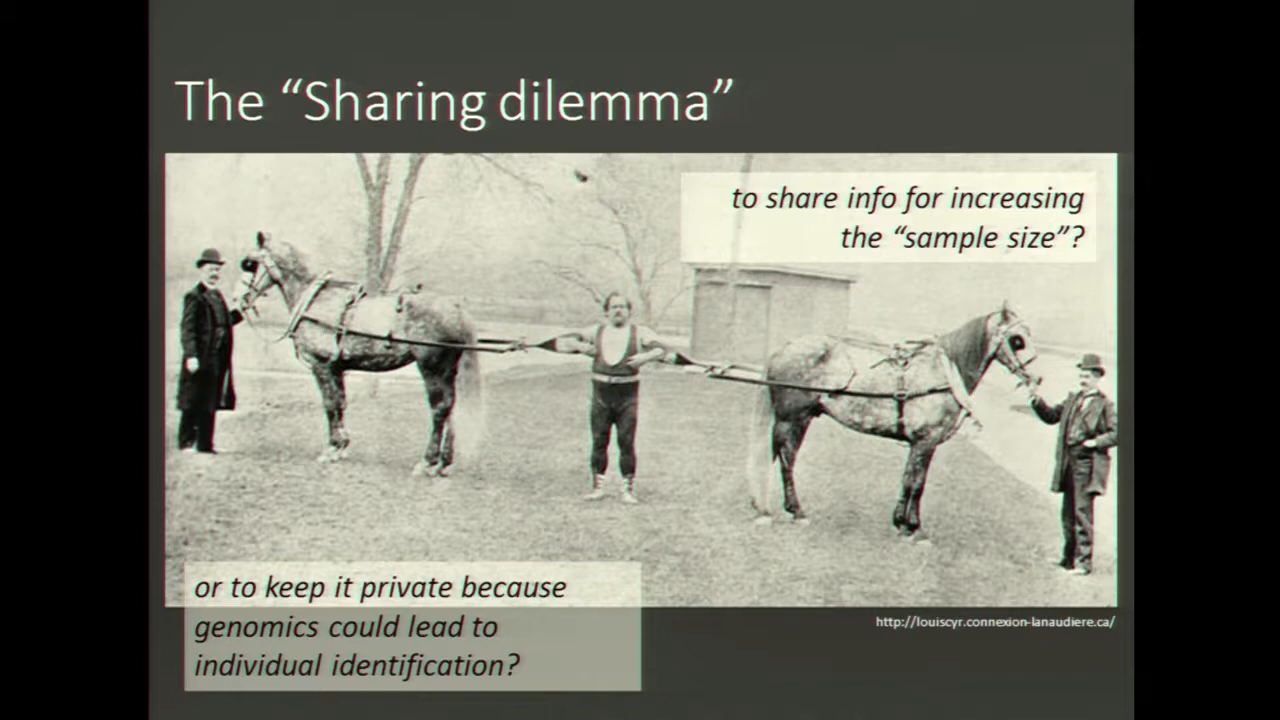 The “Sharing dilemma”
to share info for increasing
the “sample size”?
or to keep it private because
genomics could lead to
individual identification?
http://louiscyr.connexion-lanaudiere.ca/